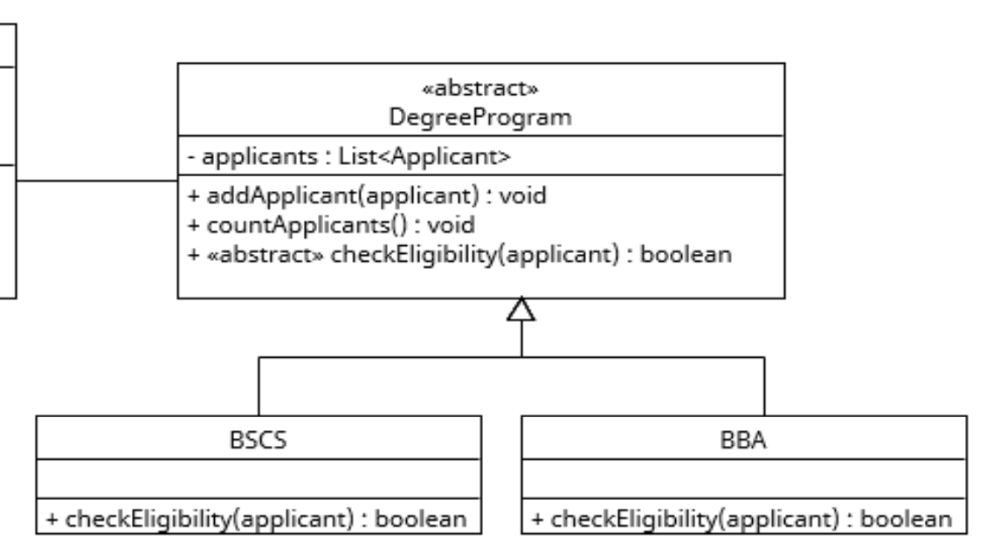 «abstract»
DegreeProgram
- applicants : List<Applicant>
+ addApplicant(applicant) : void
+ countApplicants() : void
+ «abstract» checkEligibility(applicant) : boolean
BSCS
+ checkEligibility(applicant) : boolean
BBA
+ checkEligibility(applicant) : boolean